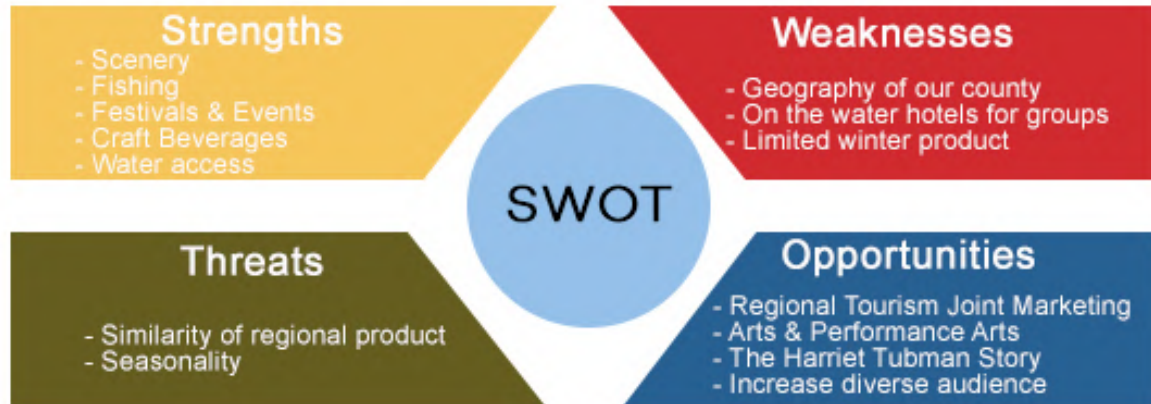 Strengths
- Scenery
- Fishing
- Festivals & Events
- Craft Beverages
- Water access
Weaknesses
- Geography of our county
- On the water hotels for groups
- Limited winter product
SWOT
Threats
- Similarity of regional product
- Seasonality
Opportunities
- Regional Tourism Joint Marketing
- Arts & Performance Arts
- The Harriet Tubman Story
- Increase diverse audience